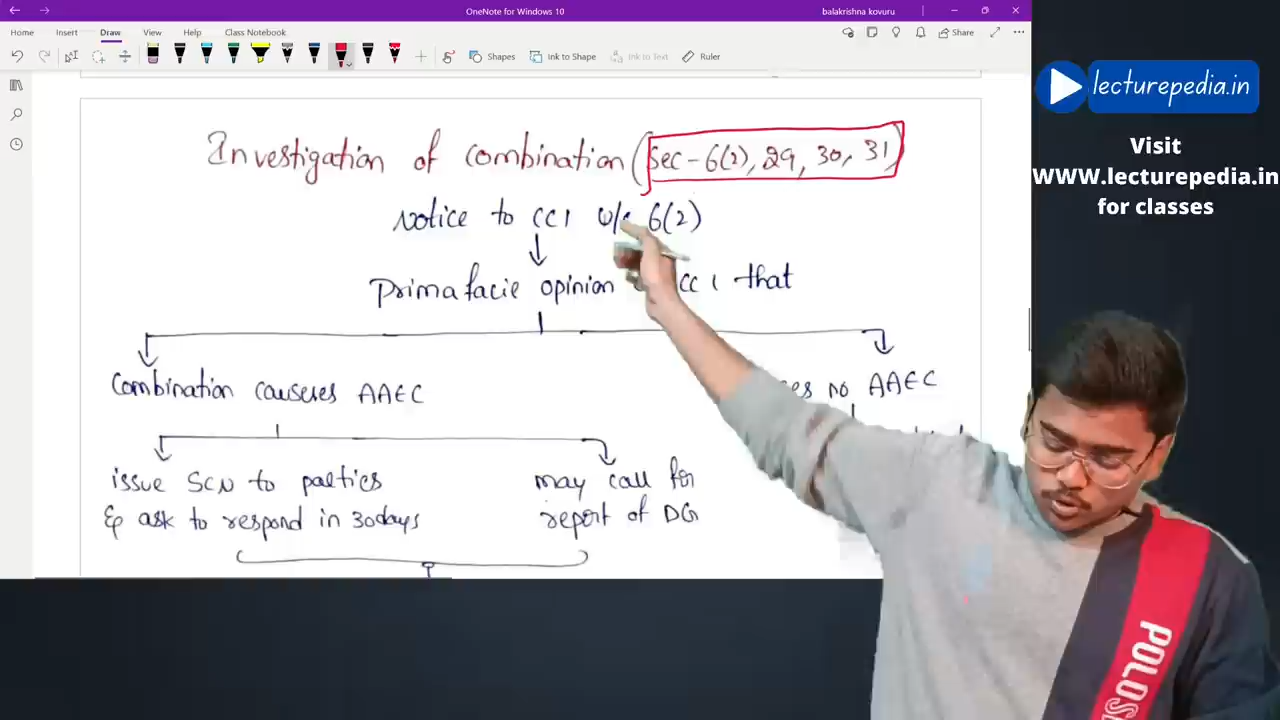 OneNote for Windows 10
balakrishna kovuru
Home Insert Draw View Help Class Notebook
Share
Shapes Ink to Shape Ink to Text Ruler
Investigation of combination (Sec - 6(2), 29, 30, 31)
Notice to CCI 6(2)
Primafacie opinion CCI that
Combination causeres AAEC
no AAEC
issue SCN to parties
& ask to respond in 30days
may call for
report of DG
lecturepedia.in
Visit
WWW.lecturepedia.in
for classes
POLOS